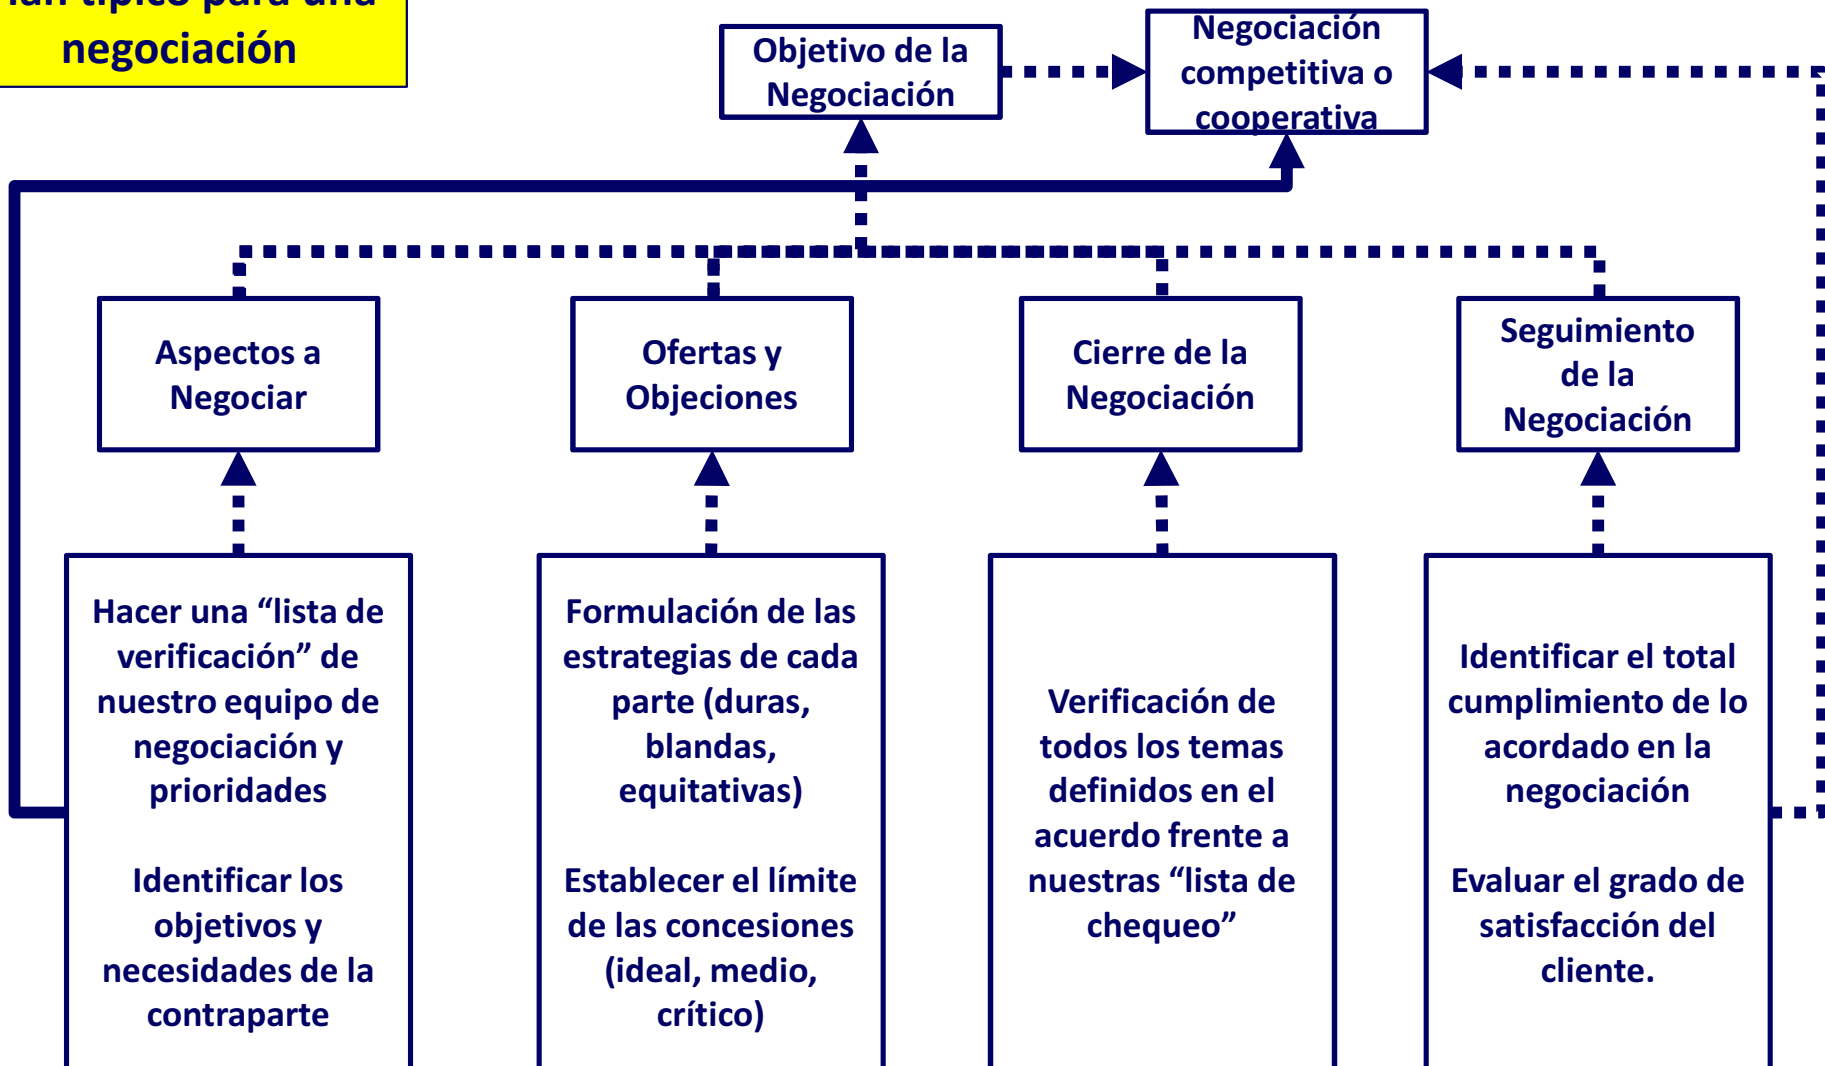 lan típico para una
negociación
Objetivo de la
Negociación
Negociación
competitiva o
cooperativa
Aspectos a
Negociar
Ofertas y
Objeciones
Cierre de la
Negociación
Seguimiento
de la
Negociación
Hacer una “lista de
verificación” de
nuestro equipo de
negociación y
prioridades
Identificar los
objetivos y
necesidades de la
contraparte
Formulación de las
estrategias de cada
parte (duras,
blandas,
equitativas)
Establecer el límite
de las concesiones
(ideal, medio,
crítico)
Verificación de
todos los temas
definidos en el
acuerdo frente a
nuestras “lista de
chequeo”
Identificar el total
cumplimiento de lo
acordado en la
negociación
Evaluar el grado de
satisfacción del
cliente.